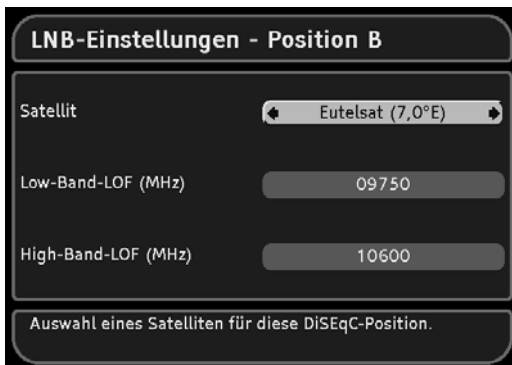 LNB-Einstellungen - Position B
Satellit
Eutelsat (7,0°E)
Low-Band-LOF (MHz)
09750
High-Band-LOF (MHz)
10600
Auswahl eines Satelliten für diese DiSEqC-Position.